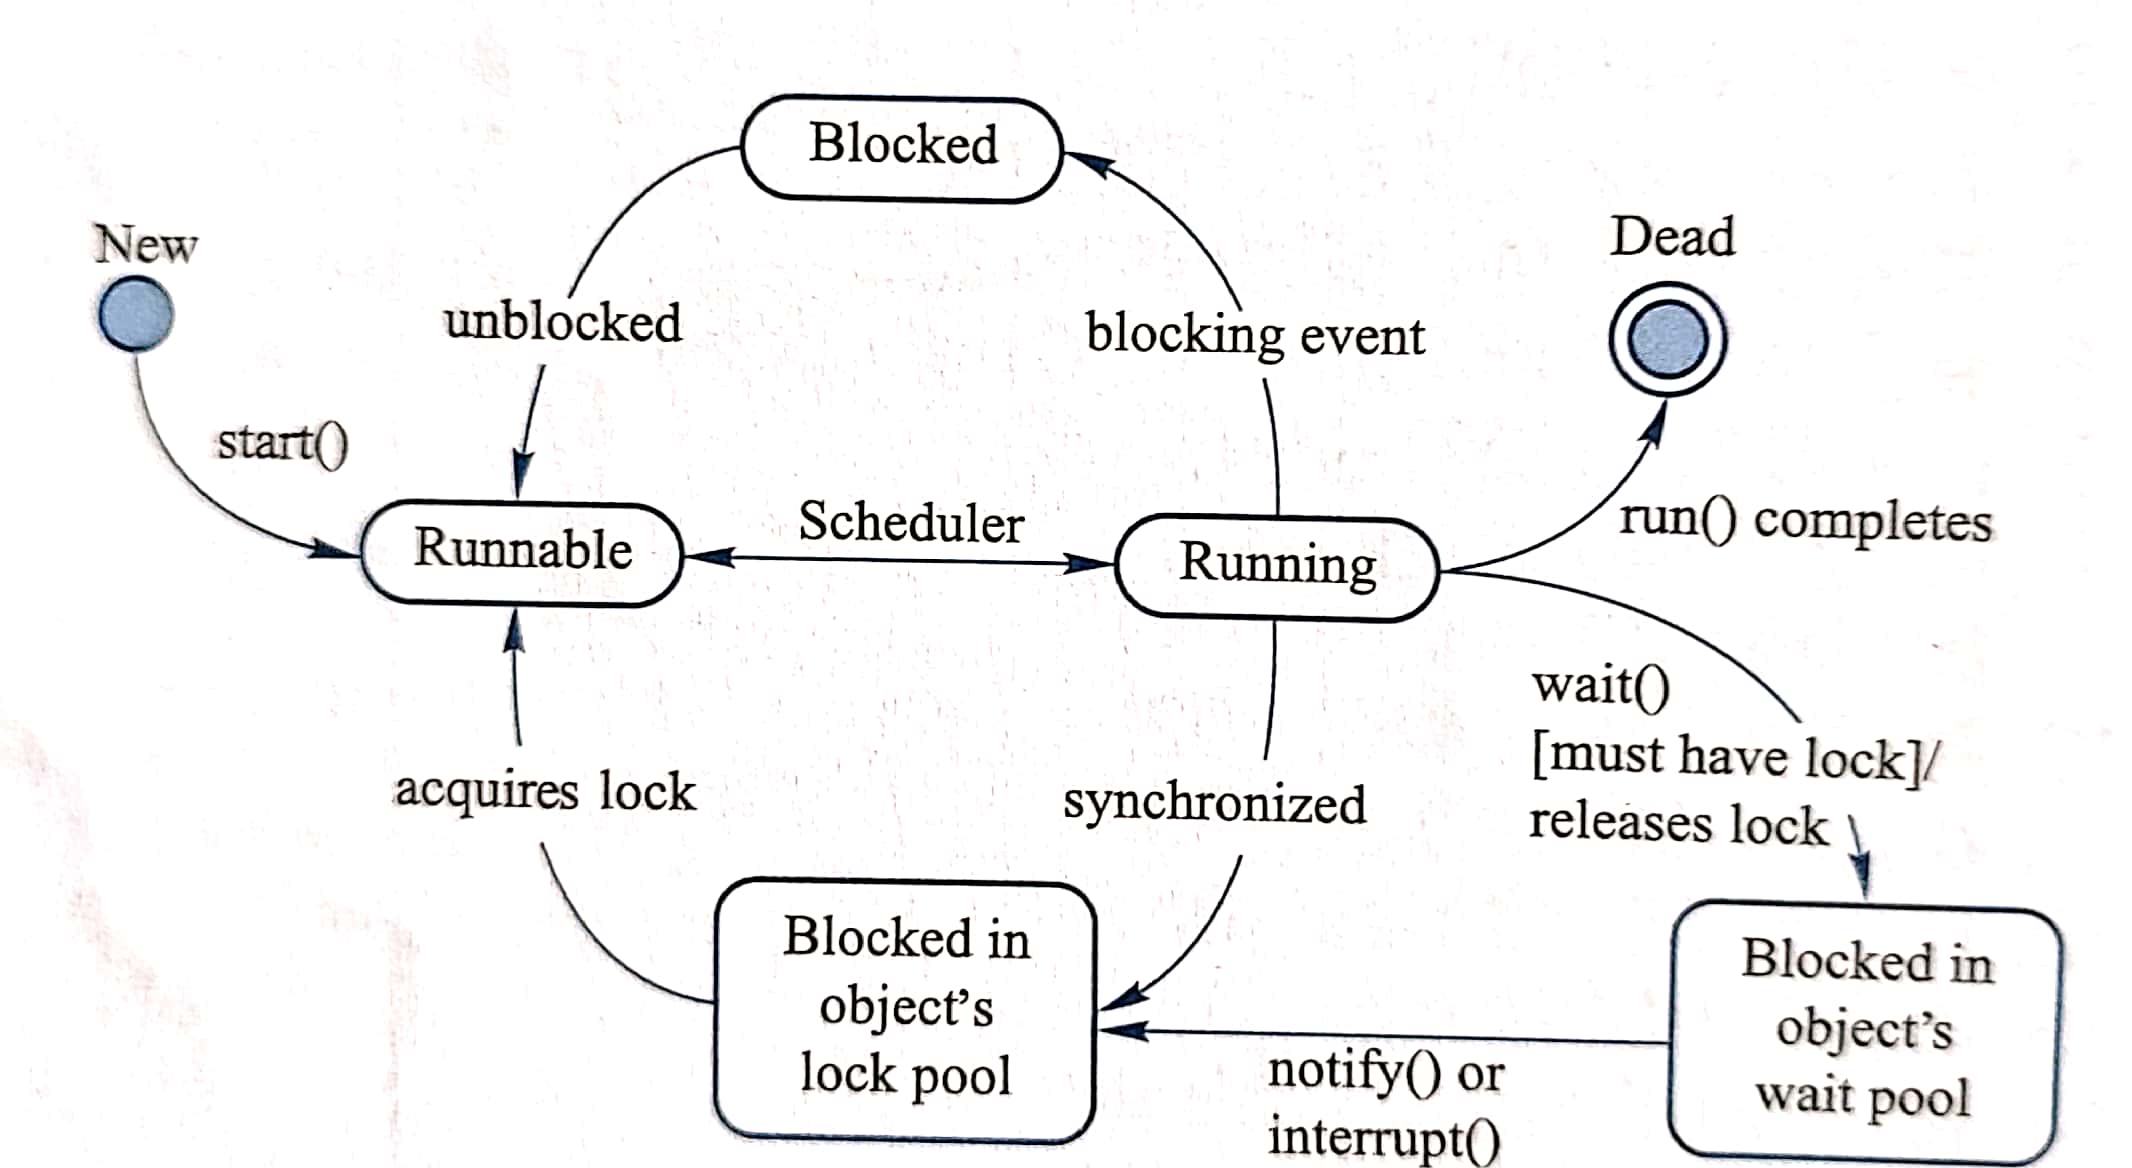 Blocked
New
Dead
unblocked
blocking event
start()
Scheduler
run() completes
Runnable
Running
wait()
[must have lock]/
releases lock
acquires lock
synchronized
Blocked in
object’s
lock pool
Blocked in
object’s
wait pool
notify() or
interrupt()